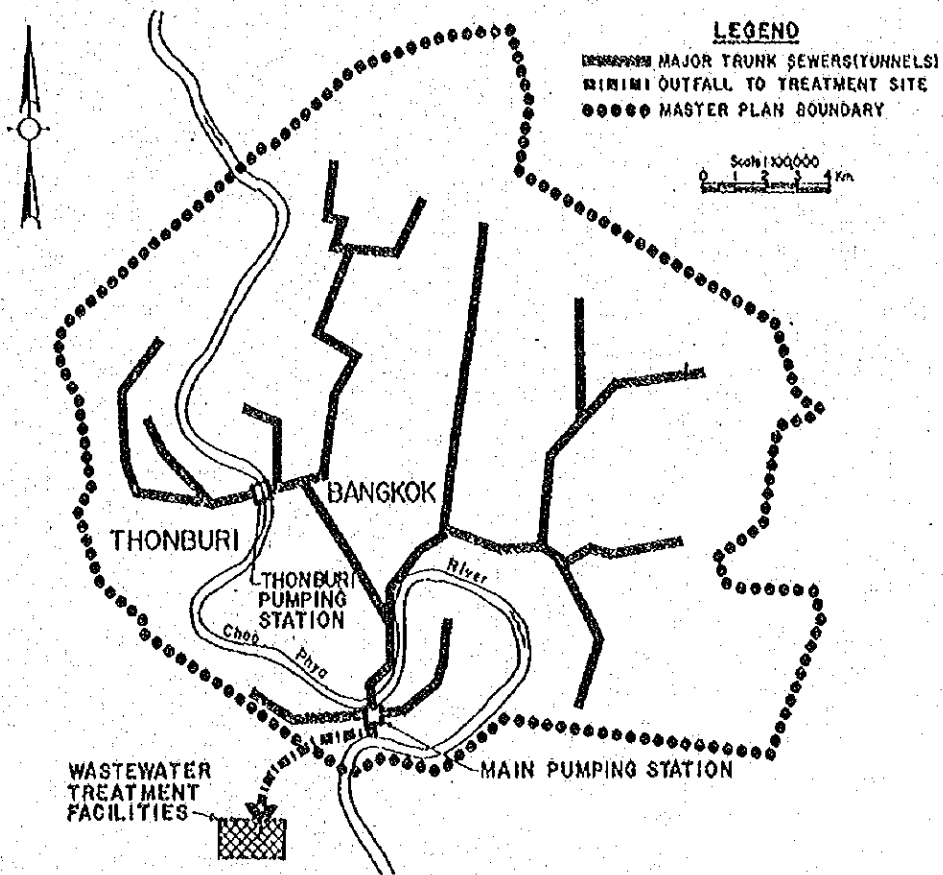 LEGEND
MAJOR TRUNK SEWERS(TUNNELS)
OUTFALL TO TREATMENT SITE
MASTER PLAN BOUNDARY
Scale 1:100,000
0 1 2 3 4 Km.
BANGKOK
THONBURI
THONBURI
PUMPING
STATION
River
Chao
Phya
MAIN PUMPING STATION
WASTEWATER
TREATMENT
FACILITIES